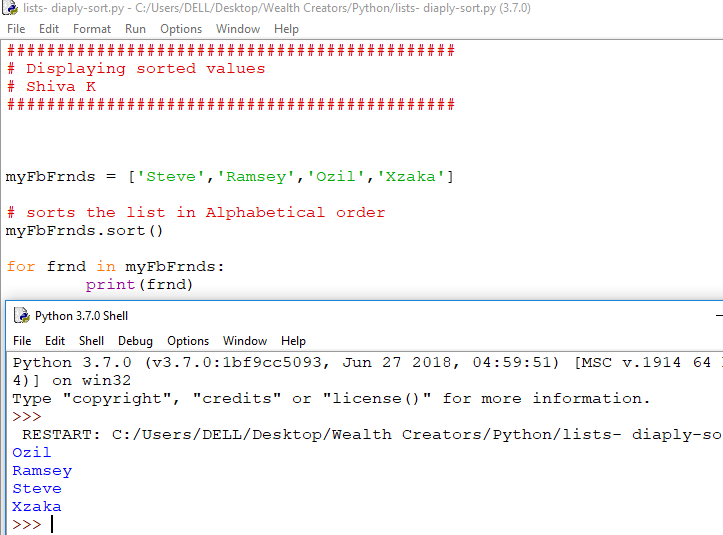 lists- diaply-sort.py - C:/Users/DELL/Desktop/Wealth Creators/Python/lists- diaply-sort.py (3.7.0)
File Edit Format Run Options Window Help
#############################################
# Displaying sorted values
# Shiva K
#############################################
myFbFrnds = ['Steve','Ramsey','Ozil','Xzaka']
# sorts the list in Alphabetical order
myFbFrnds.sort()
for frnd in myFbFrnds:
        print(frnd)
Python 3.7.0 Shell
File Edit Shell Debug Options Window Help
Python 3.7.0 (v3.7.0:1bf9cc5093, Jun 27 2018, 04:59:51) [MSC v.1914 64
4)] on win32
Type "copyright", "credits" or "license()" for more information.
>>>
 RESTART: C:/Users/DELL/Desktop/Wealth Creators/Python/lists- diaply-so
Ozil
Ramsey
Steve
Xzaka
>>>